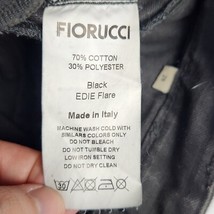 FIORUCCI
70% COTTON
30% POLYESTER
Black
EDIE Flare
Made in Italy
MACHINE WASH COLD WITH
SIMILAR COLORS ONLY
DO NOT BLEACH
DO NOT TUMBLE DRY
LOW IRON SETTING
DO NOT DRY CLEAN
30